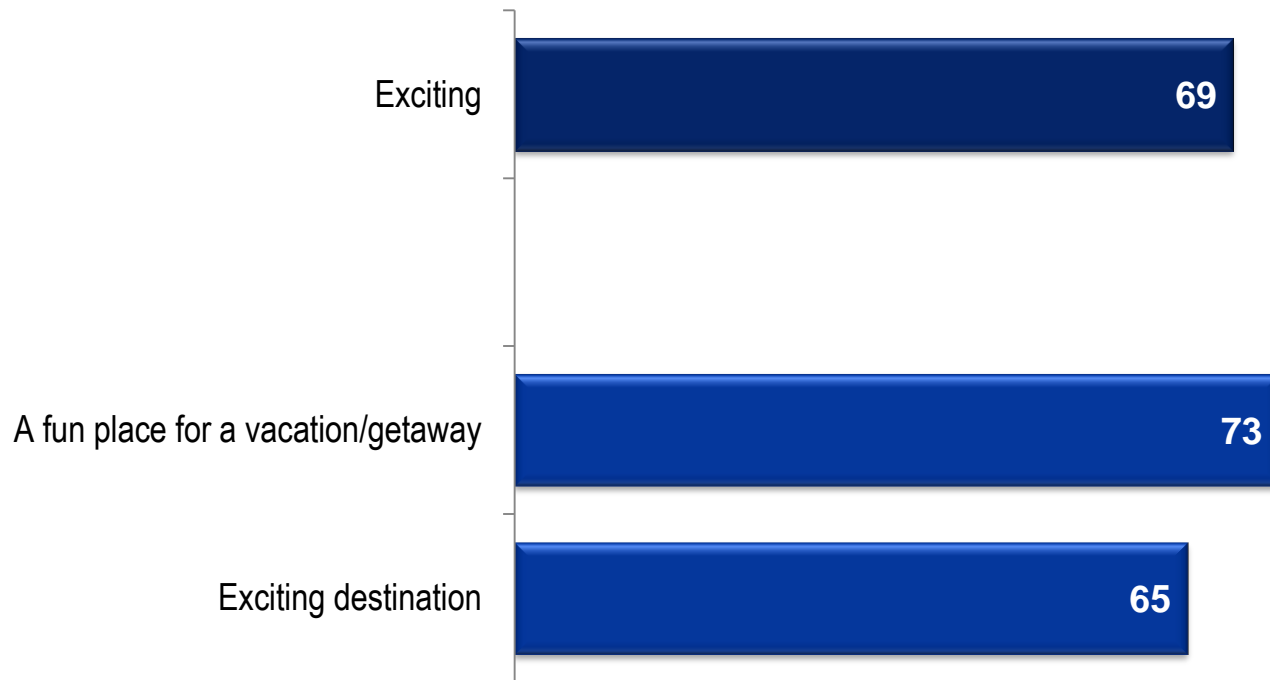 Exciting 69
A fun place for a vacation/getaway 73
Exciting destination 65